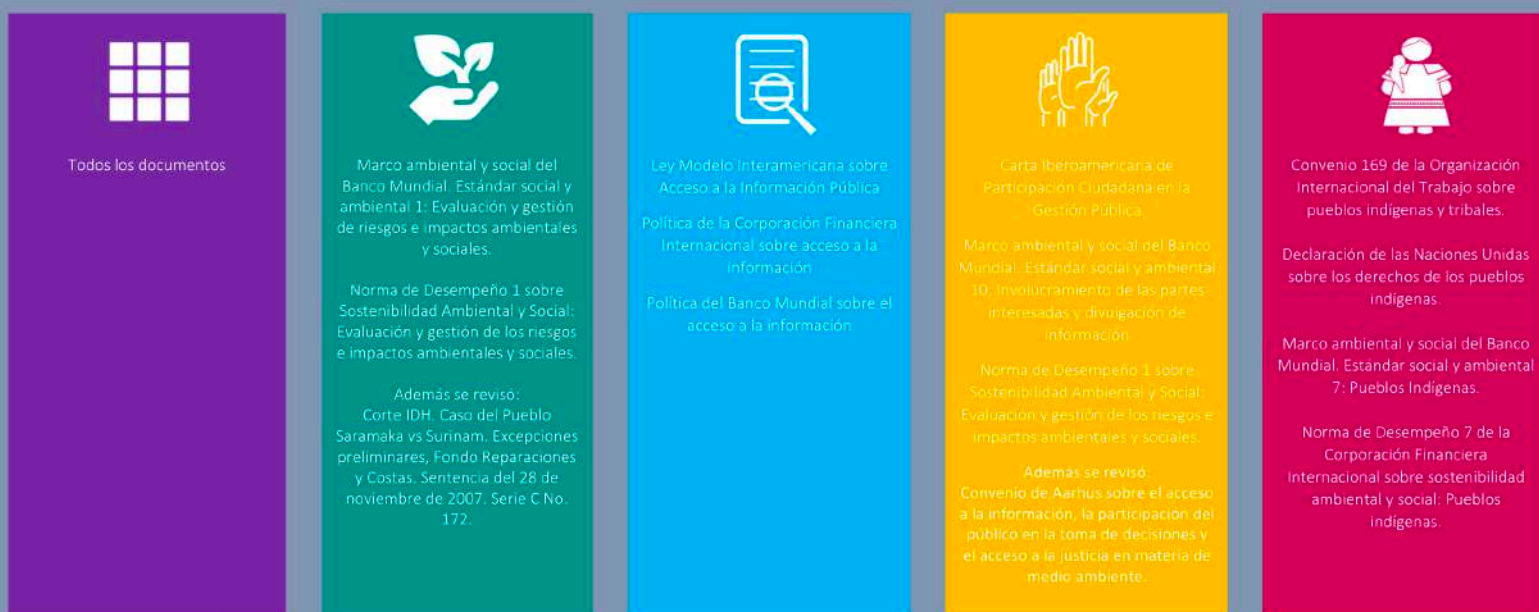 Todos los documentos
Marco ambiental y social del
Banco Mundial. Estándar social y
ambiental 1: Evaluación y gestión
de riesgos e impactos ambientales
y sociales.
Norma de Desempeño 1 sobre
Sostenibilidad Ambiental y Social:
Evaluación y gestión de los riesgos
e impactos ambientales y sociales.
Además se revisó:
Corte IDH. Caso del Pueblo
Saramaka vs Surinam. Excepciones
preliminares, Fondo Reparaciones
y Costas. Sentencia del 28 de
noviembre de 2007. Serie C No.
172.
Ley Modelo Interamericana sobre
Acceso a la Información Pública
Política de la Corporación Financiera
Internacional sobre acceso a la
información
Política del Banco Mundial sobre el
acceso a la información
Carta Iberoamericana de
Participación Ciudadana en la
Gestión Pública
Marco ambiental y social del Banco
Mundial. Estándar social y ambiental
10: Involucramiento de las partes
interesadas y divulgación de
información
Norma de Desempeño 1 sobre
Sostenibilidad Ambiental y Social:
Evaluación y gestión de los riesgos e
impactos ambientales y sociales.
Además se revisó:
Convenio de Aarhus sobre el acceso
a la información, la participación del
público en la toma de decisiones y
el acceso a la justicia en materia de
medio ambiente.
Convenio 169 de la Organización
Internacional del Trabajo sobre
pueblos indígenas y tribales.
Declaración de las Naciones Unidas
sobre los derechos de los pueblos
indígenas.
Marco ambiental y social del Banco
Mundial. Estándar social y ambiental
7: Pueblos Indígenas.
Norma de Desempeño 7 de la
Corporación Financiera
Internacional sobre sostenibilidad
ambiental y social: Pueblos
indígenas.